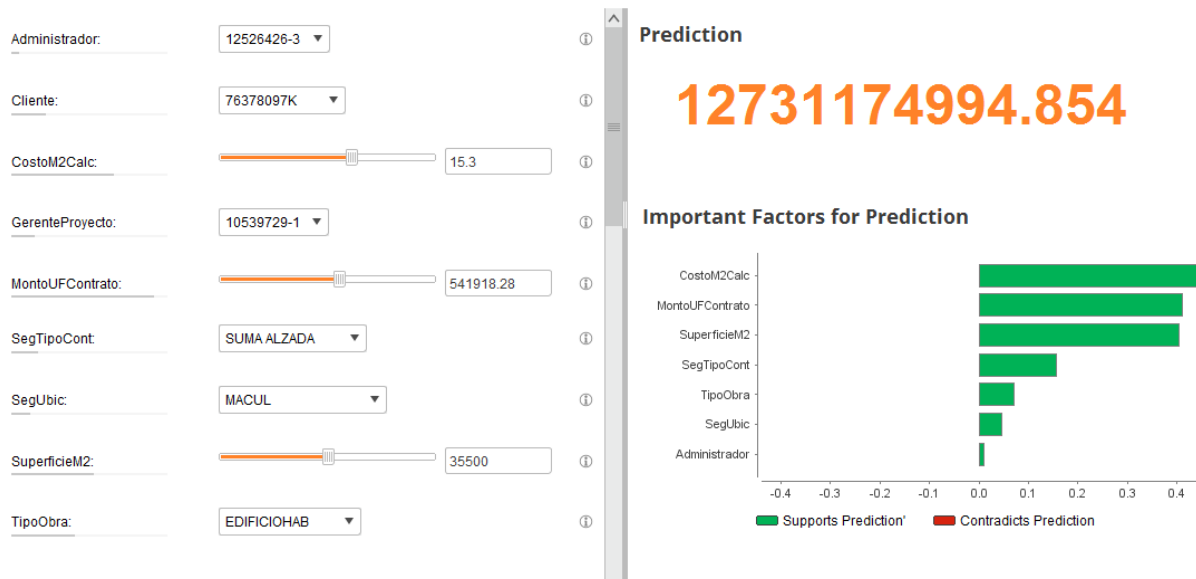 Administrador: 12526426-3
Cliente: 76378097K
CostoM2Calc: 15.3
GerenteProyecto: 10539729-1
MontoUFContrato: 541918.28
SegTipoCont: SUMA ALZADA
SegUbic: MACUL
SuperficieM2: 35500
TipoObra: EDIFICIOHAB
Prediction
12731174994.854
Important Factors for Prediction
CostoM2Calc
MontoUFContrato
SuperficieM2
SegTipoCont
TipoObra
SegUbic
Administrador
-0.4 -0.3 -0.2 -0.1 0.0 0.1 0.2 0.3 0.4
Supports Prediction' Contradicts Prediction